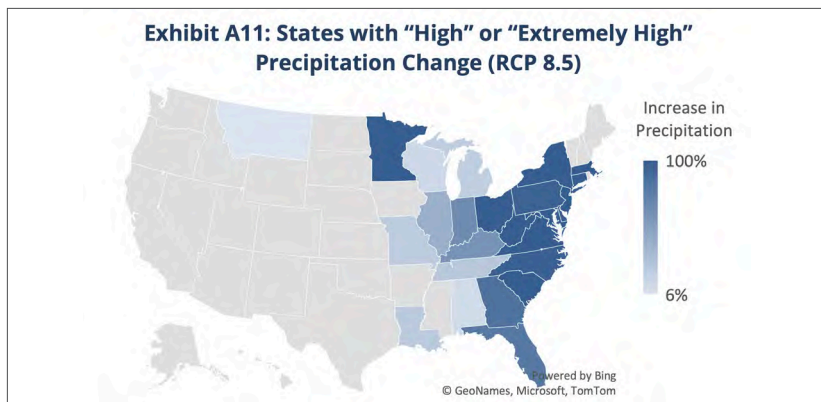 Exhibit A11: States with “High” or “Extremely High”
Precipitation Change (RCP 8.5)
Increase in
Precipitation
100%
6%
Powered by Bing
© GeoNames, Microsoft, TomTom